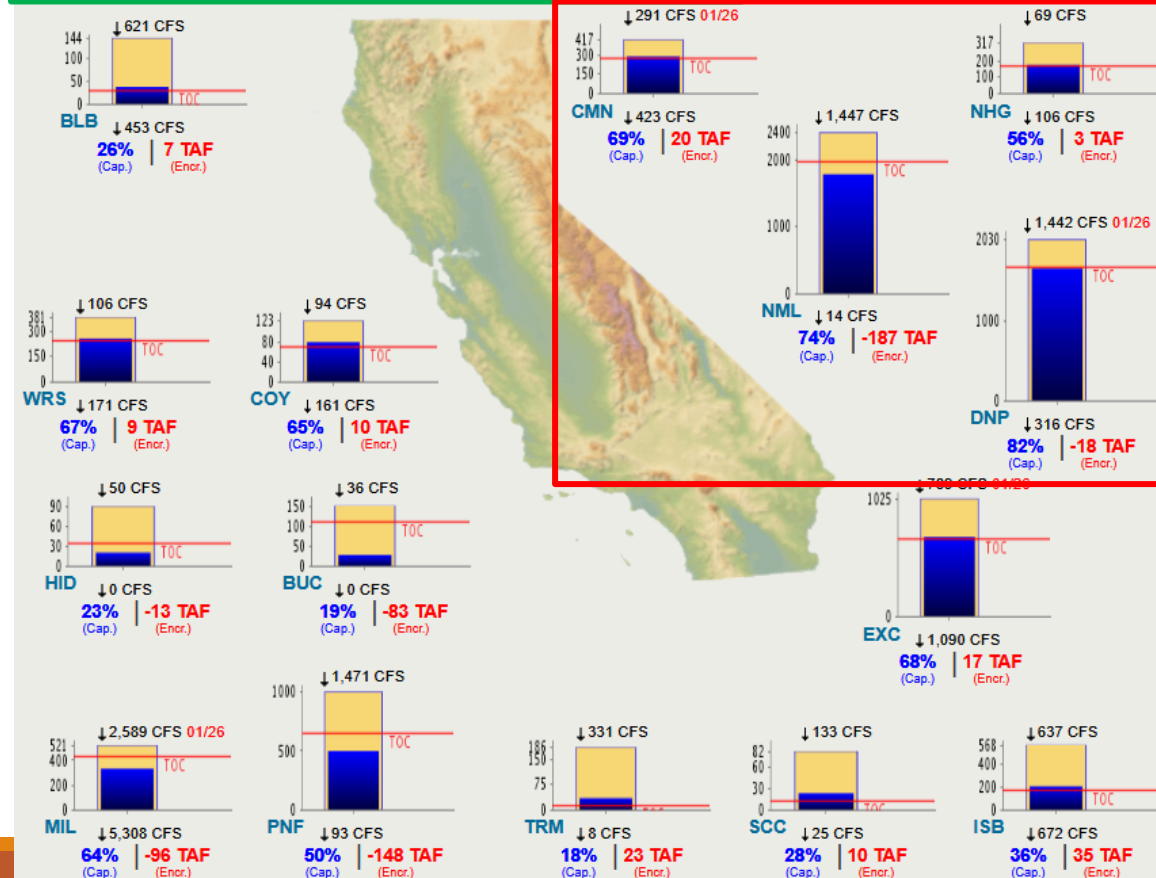 ↓621 CFS
144
100
50
0
TOC
BLB
↓453 CFS
26% | 7 TAF
(Cap.) (Encr.)
↓291 CFS 01/26
417
300
150
0
TOC
CMN
↓423 CFS
69% | 20 TAF
(Cap.) (Encr.)
↓69 CFS
317
200
100
0
TOC
NHG
↓106 CFS
56% | 3 TAF
(Cap.) (Encr.)
↓1,447 CFS
2400
2000
1000
0
TOC
NML
↓14 CFS
74% | -187 TAF
(Cap.) (Encr.)
↓1,442 CFS 01/26
2030
1000
0
TOC
DNP
↓316 CFS
82% | -18 TAF
(Cap.) (Encr.)
↓106 CFS
381
300
150
0
TOC
WRS
↓171 CFS
67% | 9 TAF
(Cap.) (Encr.)
↓94 CFS
123
80
40
0
TOC
COY
↓161 CFS
65% | 10 TAF
(Cap.) (Encr.)
↓50 CFS
90
60
30
0
TOC
HID
↓0 CFS
23% | -13 TAF
(Cap.) (Encr.)
↓36 CFS
150
100
50
0
TOC
BUC
↓0 CFS
19% | -83 TAF
(Cap.) (Encr.)
CFS 01/26
1025
0
TOC
EXC
↓1,090 CFS
68% | 17 TAF
(Cap.) (Encr.)
↓2,589 CFS 01/26
521
400
200
0
TOC
MIL
↓5,308 CFS
64% | -96 TAF
(Cap.) (Encr.)
↓1,471 CFS
1000
500
0
TOC
PNF
↓93 CFS
50% | -148 TAF
(Cap.) (Encr.)
↓331 CFS
186
150
75
0
TOC
TRM
↓8 CFS
18% | 23 TAF
(Cap.) (Encr.)
↓133 CFS
82
60
30
0
TOC
SCC
↓25 CFS
28% | 10 TAF
(Cap.) (Encr.)
↓637 CFS
568
400
200
0
TOC
ISB
↓672 CFS
36% | 35 TAF
(Cap.) (Encr.)